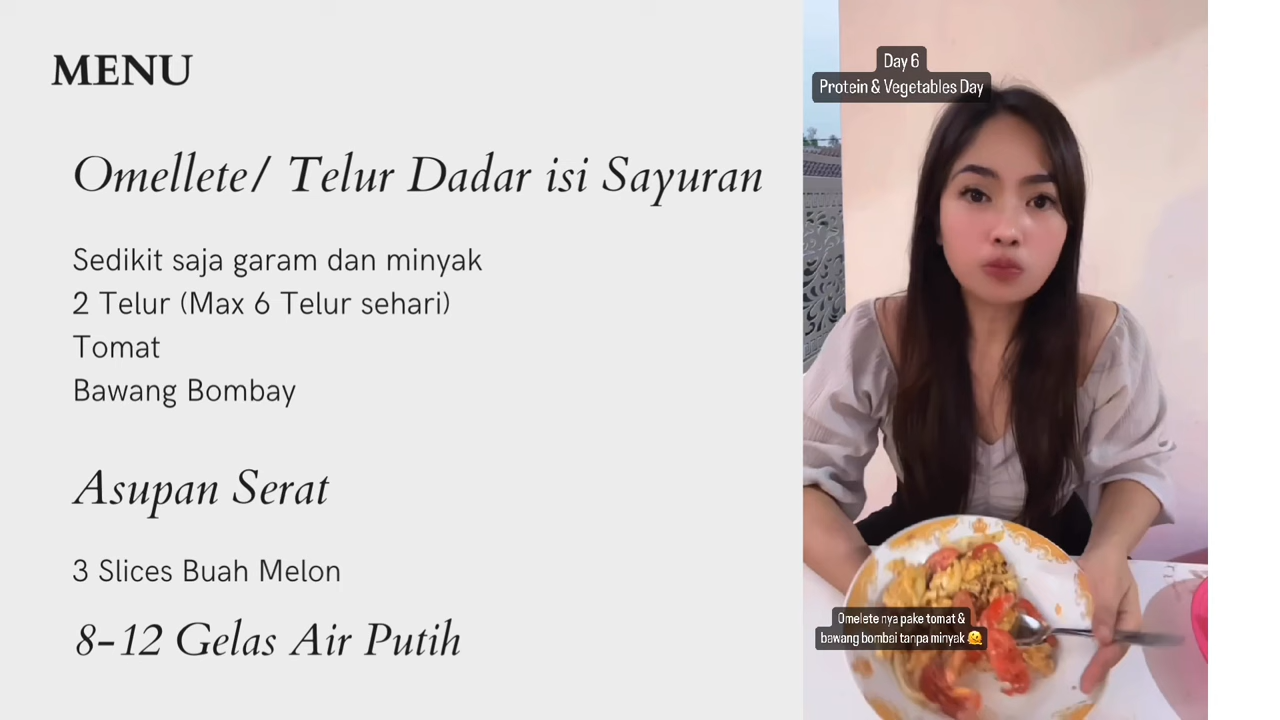 MENU
Omellete/ Telur Dadar isi Sayuran
Sedikit saja garam dan minyak
2 Telur (Max 6 Telur sehari)
Tomat
Bawang Bombay
Asupan Serat
3 Slices Buah Melon
8-12 Gelas Air Putih
Day 6
Protein & Vegetables Day
Omelete nya pake tomat &
bawang bombai tanpa minyak 🫠